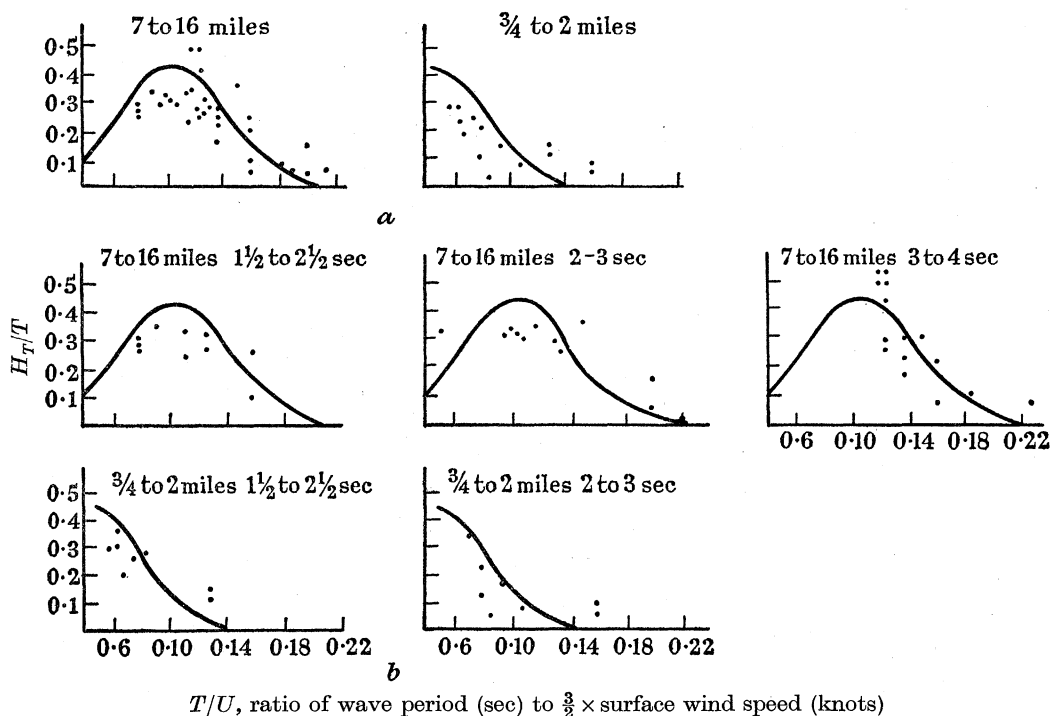 7 to 16 miles
¾ to 2 miles
0·5
0·4
0·3
0·2
0·1
a
7 to 16 miles 1½ to 2½ sec
7 to 16 miles 2-3 sec
7 to 16 miles 3 to 4 sec
0·5
0·4
0·3
0·2
0·1
H_T/T
0·6 0·10 0·14 0·18 0·22
¾ to 2 miles 1½ to 2½ sec
¾ to 2 miles 2 to 3 sec
0·5
0·4
0·3
0·2
0·1
0·6 0·10 0·14 0·18 0·22
0·6 0·10 0·14 0·18 0·22
b
T/U, ratio of wave period (sec) to 3/2 × surface wind speed (knots)